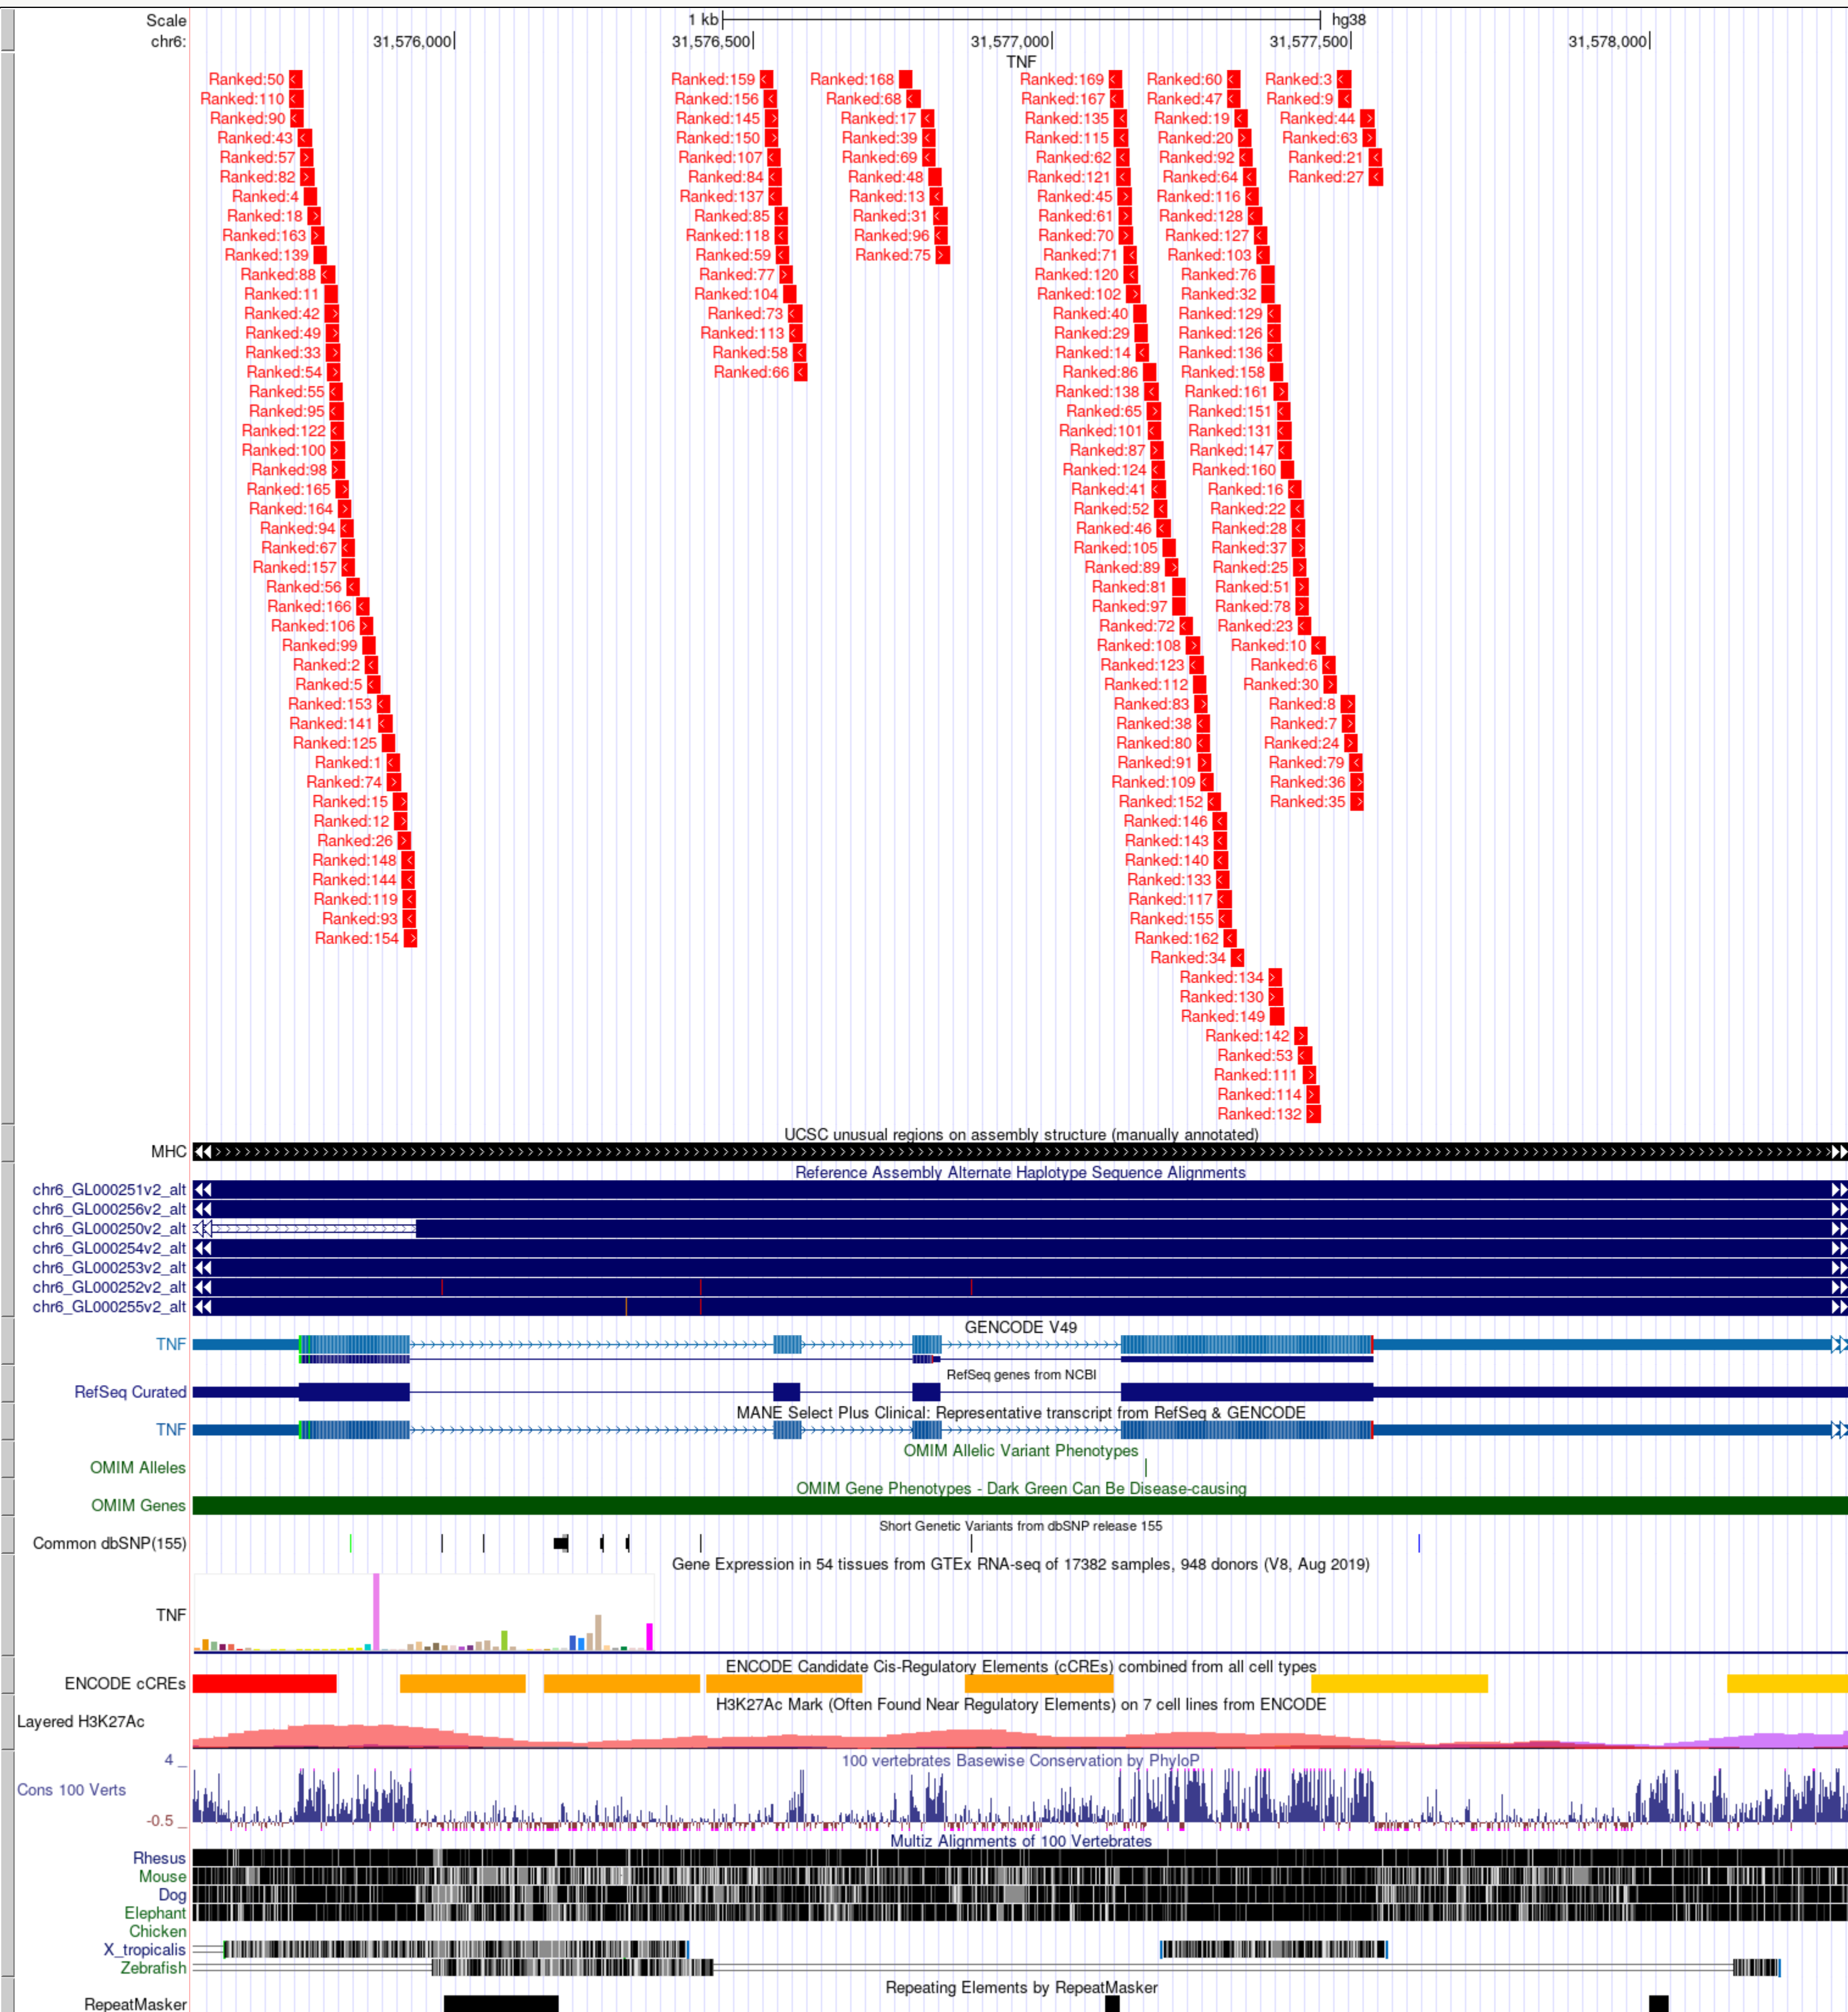 Scale 1 kb hg38
chr6: 31,576,000 31,576,500 31,577,000 31,577,500 31,578,000
TNF
Ranked:50 Ranked:159 Ranked:168 Ranked:169 Ranked:60 Ranked:3
Ranked:110 Ranked:156 Ranked:68 Ranked:167 Ranked:47 Ranked:9
Ranked:90 Ranked:145 Ranked:17 Ranked:135 Ranked:19 Ranked:44
Ranked:43 Ranked:150 Ranked:39 Ranked:115 Ranked:20 Ranked:63
Ranked:57 Ranked:107 Ranked:69 Ranked:62 Ranked:92 Ranked:21
Ranked:82 Ranked:84 Ranked:48 Ranked:121 Ranked:64 Ranked:27
Ranked:4 Ranked:137 Ranked:13 Ranked:45 Ranked:116
Ranked:18 Ranked:85 Ranked:31 Ranked:61 Ranked:128
Ranked:163 Ranked:118 Ranked:96 Ranked:70 Ranked:127
Ranked:139 Ranked:59 Ranked:75 Ranked:71 Ranked:103
Ranked:88 Ranked:77 Ranked:120 Ranked:76
Ranked:11 Ranked:104 Ranked:102 Ranked:32
Ranked:42 Ranked:73 Ranked:40 Ranked:129
Ranked:49 Ranked:113 Ranked:29 Ranked:126
Ranked:33 Ranked:58 Ranked:14 Ranked:136
Ranked:54 Ranked:66 Ranked:86 Ranked:158
Ranked:55 Ranked:138 Ranked:161
Ranked:95 Ranked:65 Ranked:151
Ranked:122 Ranked:101 Ranked:131
Ranked:100 Ranked:87 Ranked:147
Ranked:98 Ranked:124 Ranked:160
Ranked:165 Ranked:41 Ranked:16
Ranked:164 Ranked:52 Ranked:22
Ranked:94 Ranked:46 Ranked:28
Ranked:67 Ranked:105 Ranked:37
Ranked:157 Ranked:89 Ranked:25
Ranked:56 Ranked:81 Ranked:51
Ranked:166 Ranked:97 Ranked:78
Ranked:106 Ranked:72 Ranked:23
Ranked:99 Ranked:108 Ranked:10
Ranked:2 Ranked:123 Ranked:6
Ranked:5 Ranked:112 Ranked:30
Ranked:153 Ranked:83 Ranked:8
Ranked:141 Ranked:38 Ranked:7
Ranked:125 Ranked:80 Ranked:24
Ranked:1 Ranked:91 Ranked:79
Ranked:74 Ranked:109 Ranked:36
Ranked:15 Ranked:152 Ranked:35
Ranked:12 Ranked:146
Ranked:26 Ranked:143
Ranked:148 Ranked:140
Ranked:144 Ranked:133
Ranked:119 Ranked:117
Ranked:93 Ranked:155
Ranked:154 Ranked:162
Ranked:34
Ranked:134
Ranked:130
Ranked:149
Ranked:142
Ranked:53
Ranked:111
Ranked:114
Ranked:132
UCSC unusual regions on assembly structure (manually annotated)
MHC
Reference Assembly Alternate Haplotype Sequence Alignments
chr6_GL000251v2_alt
chr6_GL000256v2_alt
chr6_GL000250v2_alt
chr6_GL000254v2_alt
chr6_GL000253v2_alt
chr6_GL000252v2_alt
chr6_GL000255v2_alt
GENCODE V49
TNF
RefSeq genes from NCBI
RefSeq Curated
MANE Select Plus Clinical: Representative transcript from RefSeq & GENCODE
TNF
OMIM Allelic Variant Phenotypes
OMIM Alleles
OMIM Gene Phenotypes - Dark Green Can Be Disease-causing
OMIM Genes
Short Genetic Variants from dbSNP release 155
Common dbSNP(155)
Gene Expression in 54 tissues from GTEx RNA-seq of 17382 samples, 948 donors (V8, Aug 2019)
TNF
ENCODE Candidate Cis-Regulatory Elements (cCREs) combined from all cell types
ENCODE cCREs
H3K27Ac Mark (Often Found Near Regulatory Elements) on 7 cell lines from ENCODE
Layered H3K27Ac
100 vertebrates Basewise Conservation by PhyloP
4 _
Cons 100 Verts
-0.5 _
Multiz Alignments of 100 Vertebrates
Rhesus
Mouse
Dog
Elephant
Chicken
X_tropicalis
Zebrafish
Repeating Elements by RepeatMasker
RepeatMasker